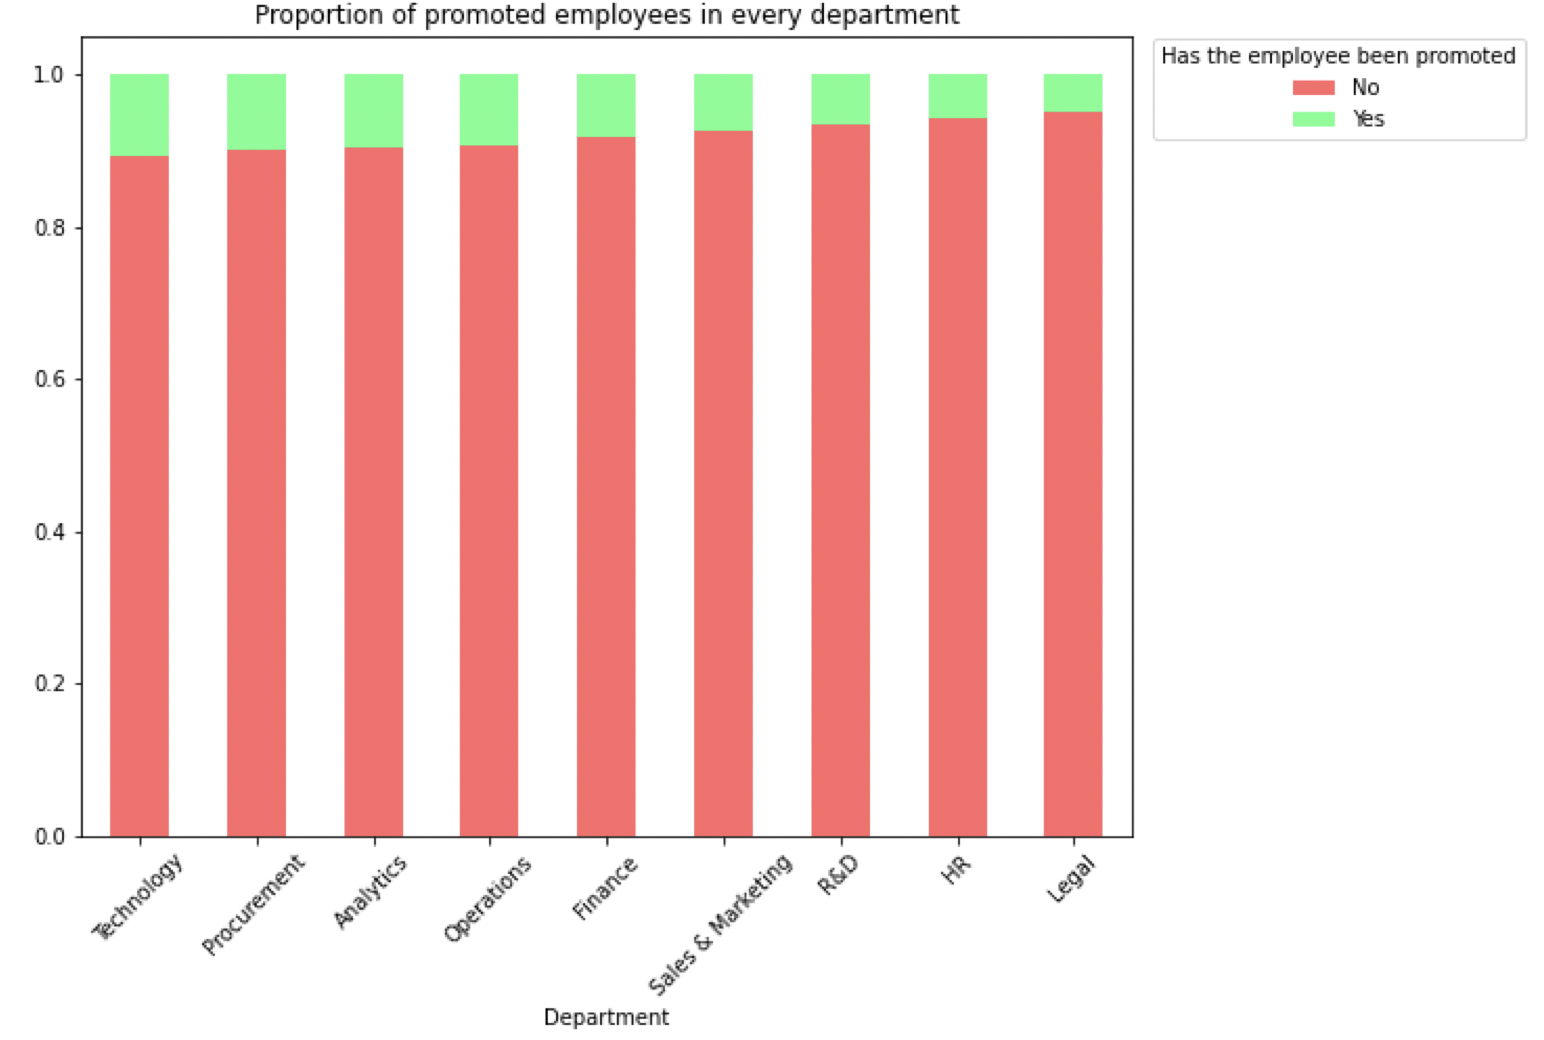 Proportion of promoted employees in every department
Has the employee been promoted
No
Yes
1.0
0.8
0.6
0.4
0.2
0.0
Technology
Procurement
Analytics
Operations
Finance
Sales & Marketing
R&D
HR
Legal
Department